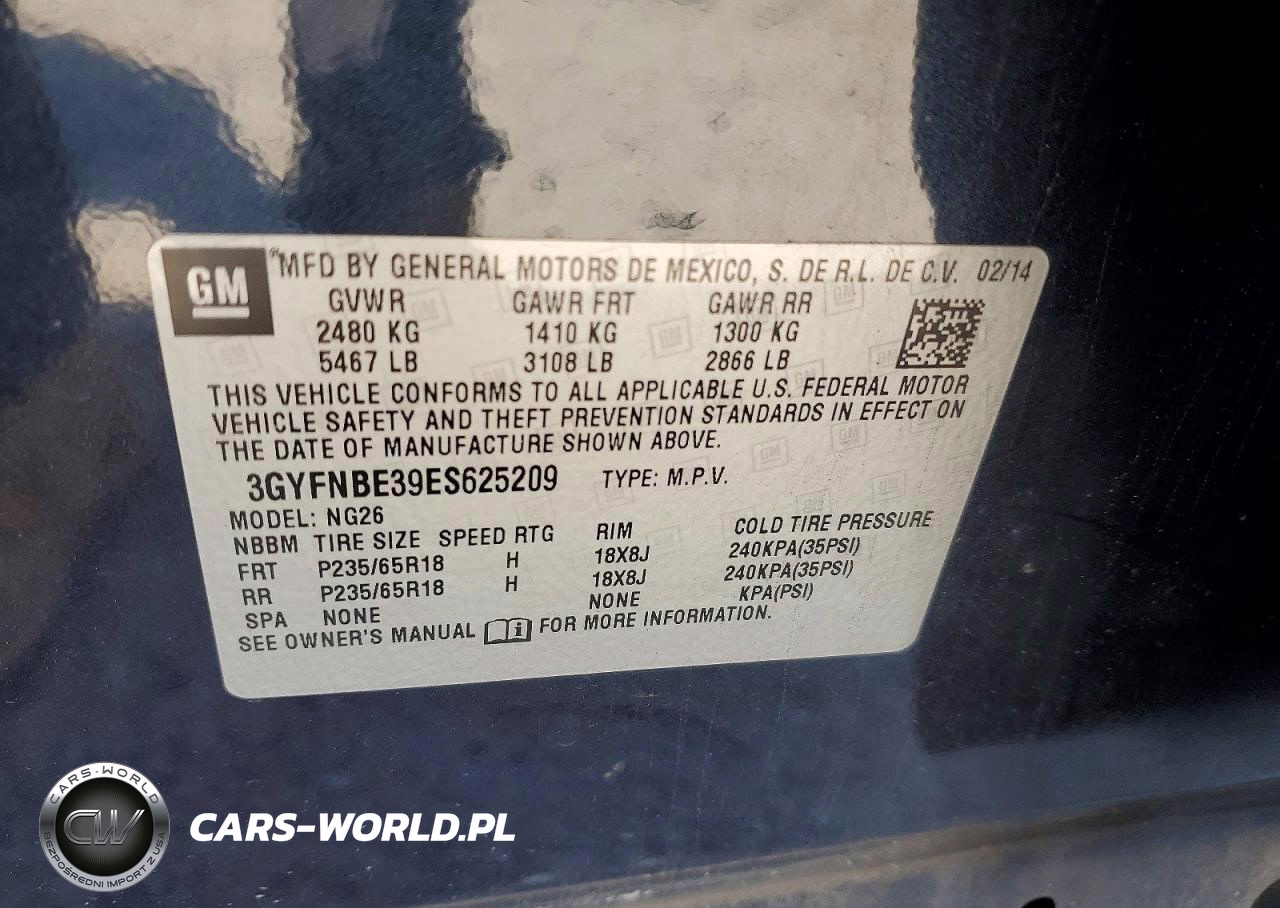 GM
MFD BY GENERAL MOTORS DE MEXICO, S. DE R.L. DE C.V. 02/14
GVWR GAWR FRT GAWR RR
2480 KG 1410 KG 1300 KG
5467 LB 3108 LB 2866 LB
THIS VEHICLE CONFORMS TO ALL APPLICABLE U.S. FEDERAL MOTOR
VEHICLE SAFETY AND THEFT PREVENTION STANDARDS IN EFFECT ON
THE DATE OF MANUFACTURE SHOWN ABOVE.
3GYFNBE39ES625209 TYPE: M.P.V.
MODEL: NG26
NBBM TIRE SIZE SPEED RTG RIM COLD TIRE PRESSURE
FRT P235/65R18 H 18X8J 240KPA(35PSI)
RR P235/65R18 H 18X8J 240KPA(35PSI)
SPA NONE NONE KPA(PSI)
SEE OWNER'S MANUAL FOR MORE INFORMATION.
CARS-WORLD
CW
BEZPOŚREDNI IMPORT Z USA
CARS-WORLD.PL